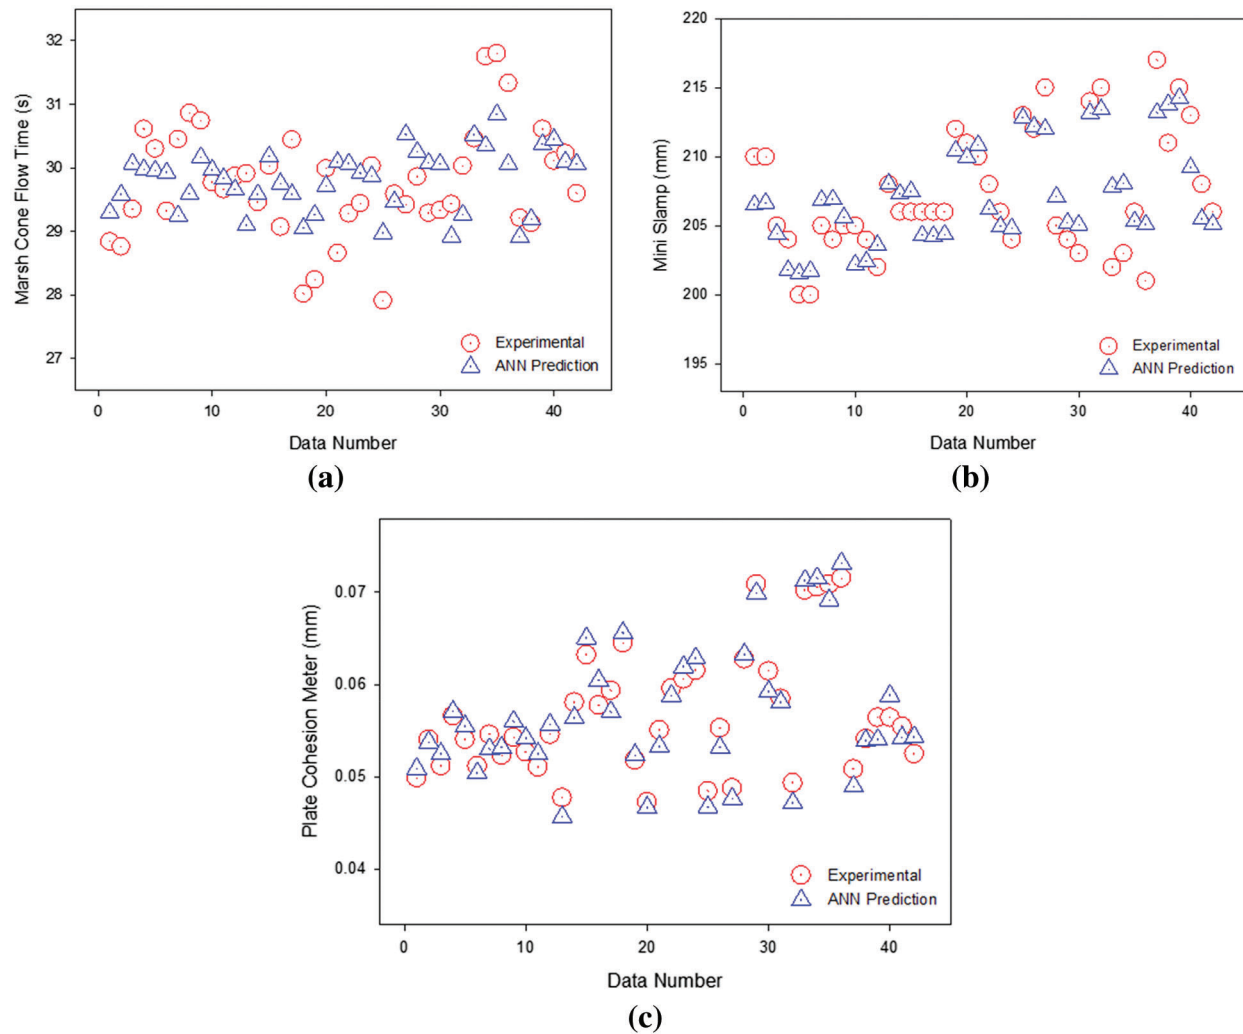 32
31
30
29
28
27
Marsh Cone Flow Time (s)
Experimental
ANN Prediction
0 10 20 30 40
Data Number
(a)
220
215
210
205
200
195
Mini Slamp (mm)
Experimental
ANN Prediction
0 10 20 30 40
Data Number
(b)
0.07
0.06
0.05
0.04
Plate Cohesion Meter (mm)
Experimental
ANN Prediction
0 10 20 30 40
Data Number
(c)